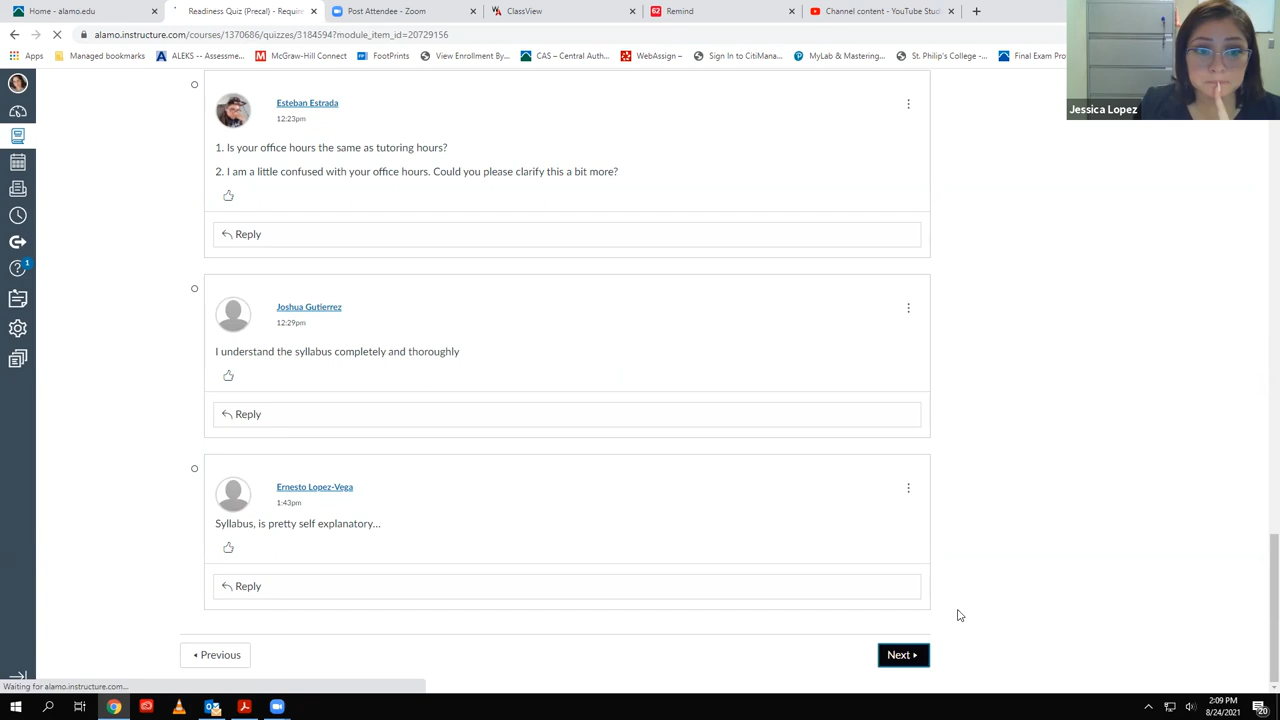 Home - alamo.edu
Readiness Quiz (Precal) - Require
Post Attendee - Zoom
ClassView
62 Remind
Channel content - YouTube Stud
alamo.instructure.com/courses/1370686/quizzes/3184594?module_item_id=20729156
Apps Managed bookmarks ALEKS -- Assessme... McGraw-Hill Connect FootPrints View Enrollment By... CAS – Central Auth... WebAssign – Sign In to CitiMana... MyLab & Mastering... St. Philip's College -... Final Exam Pro
Jessica Lopez
Esteban Estrada
12:23pm
1. Is your office hours the same as tutoring hours?
2. I am a little confused with your office hours. Could you please clarify this a bit more?
Reply
Joshua Gutierrez
12:29pm
I understand the syllabus completely and thoroughly
Reply
Ernesto Lopez-Vega
1:43pm
Syllabus, is pretty self explanatory...
Reply
Previous
Next
1
Waiting for alamo.instructure.com...
2:09 PM
8/24/2021
20